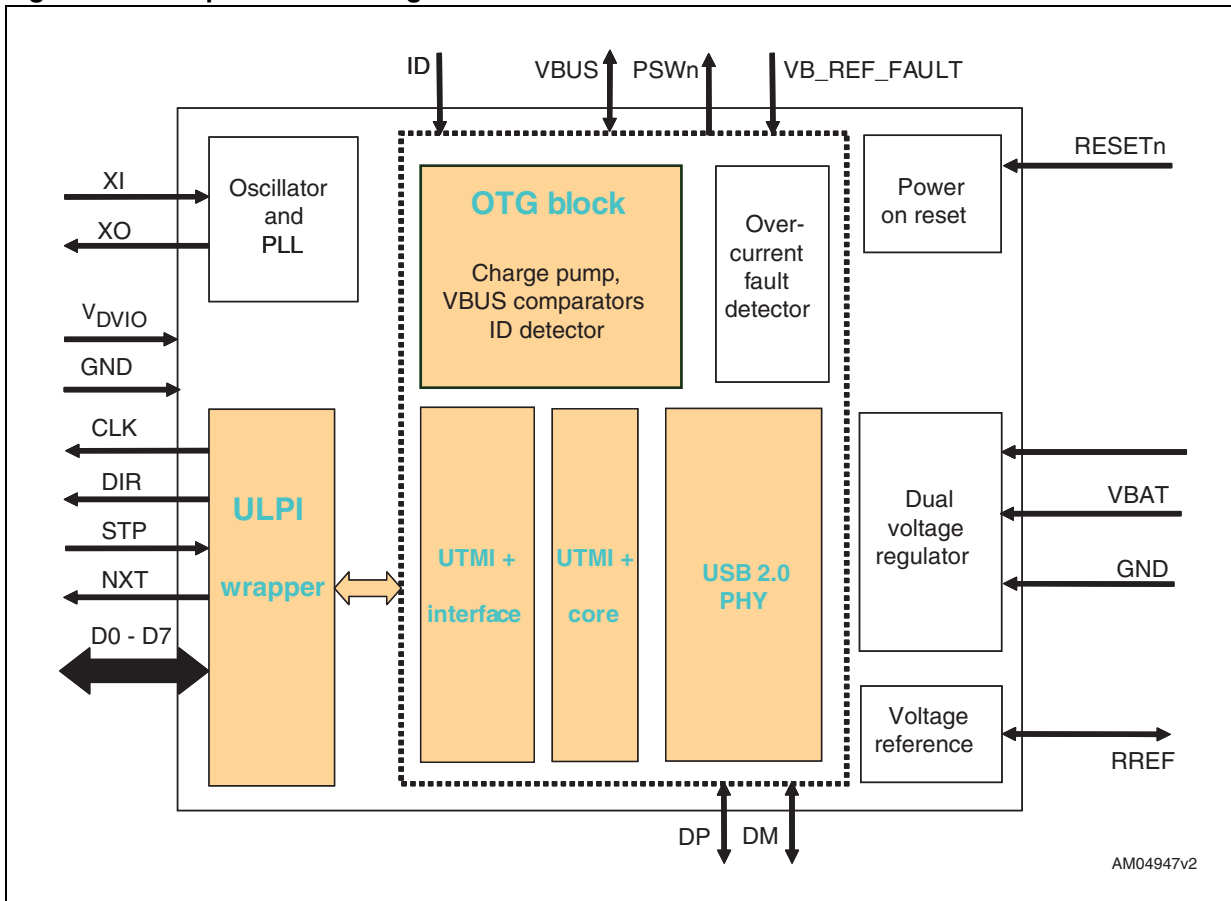 ID
VBUS
PSWn
VB_REF_FAULT
XI
XO
Oscillator
and
PLL
OTG block
Charge pump,
VBUS comparators
ID detector
Over-
current
fault
detector
Power
on reset
RESETn
VDVIO
GND
CLK
DIR
STP
NXT
D0 - D7
ULPI
wrapper
UTMI +
interface
UTMI +
core
USB 2.0
PHY
Dual
voltage
regulator
VBAT
GND
Voltage
reference
RREF
DP
DM
AM04947v2